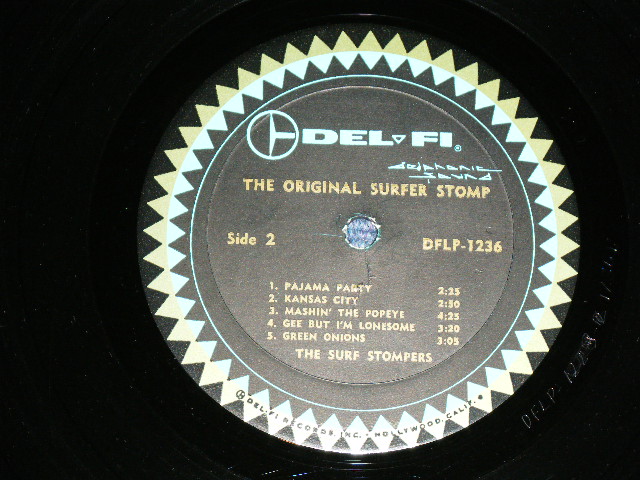 DEL-FI ®
delphonic
sound
THE ORIGINAL SURFER STOMP
Side 2 DFLP-1236
1. PAJAMA PARTY 2:25
2. KANSAS CITY 2:50
3. MASHIN' THE POPEYE 4:25
4. GEE BUT I'M LONESOME 3:20
5. GREEN ONIONS 3:05
THE SURF STOMPERS
DEL-FI RECORDS, INC. • HOLLYWOOD, CALIF.
DFLP